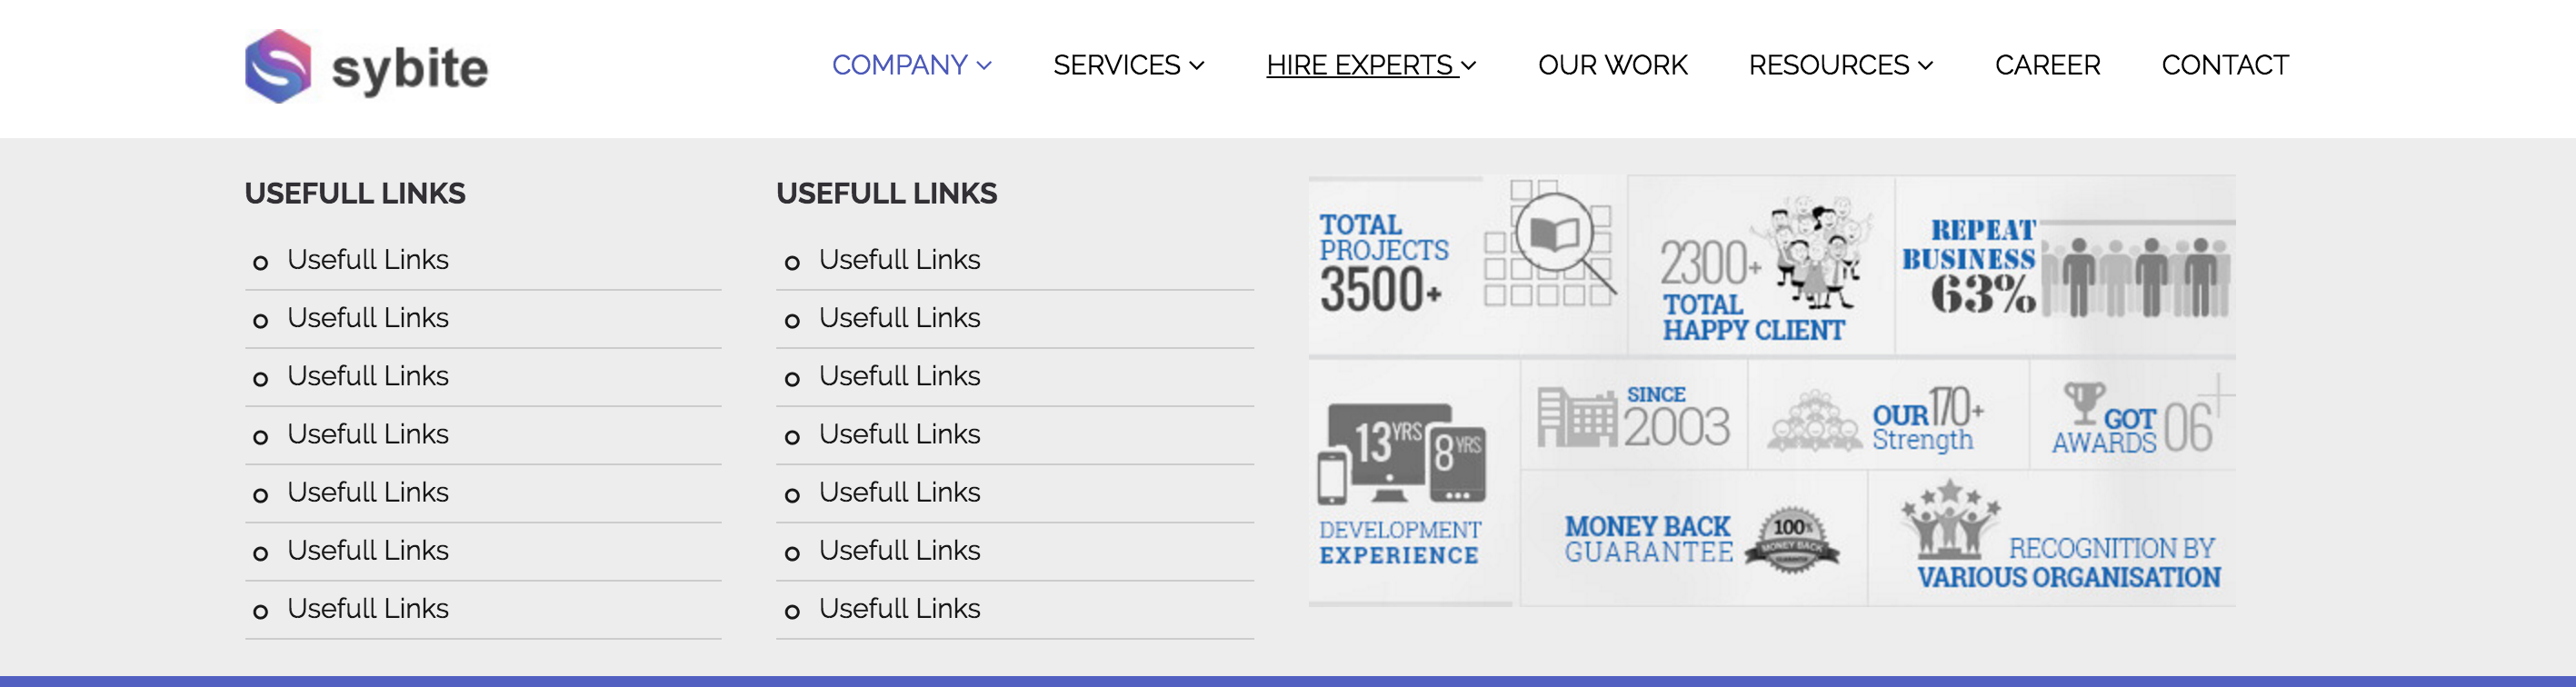 sybite
COMPANY
SERVICES
HIRE EXPERTS
OUR WORK
RESOURCES
CAREER
CONTACT
USEFULL LINKS
Usefull Links
Usefull Links
Usefull Links
Usefull Links
Usefull Links
Usefull Links
Usefull Links
USEFULL LINKS
Usefull Links
Usefull Links
Usefull Links
Usefull Links
Usefull Links
Usefull Links
Usefull Links
TOTAL
PROJECTS
3500+
2300+
TOTAL
HAPPY CLIENT
REPEAT
BUSINESS
63%
13 YRS
8 YRS
DEVELOPMENT
EXPERIENCE
SINCE
2003
OUR 170+
Strength
GOT
AWARDS 06+
MONEY BACK
GUARANTEE
100%
MONEY BACK
RECOGNITION BY
VARIOUS ORGANISATION